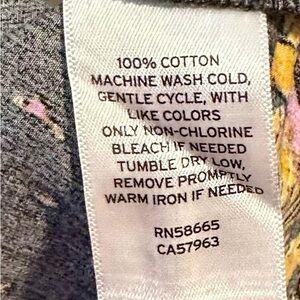 100% COTTON
MACHINE WASH COLD,
GENTLE CYCLE, WITH
LIKE COLORS
ONLY NON-CHLORINE
BLEACH IF NEEDED
TUMBLE DRY LOW,
REMOVE PROMPTLY
WARM IRON IF NEEDED
RN58665
CA57963